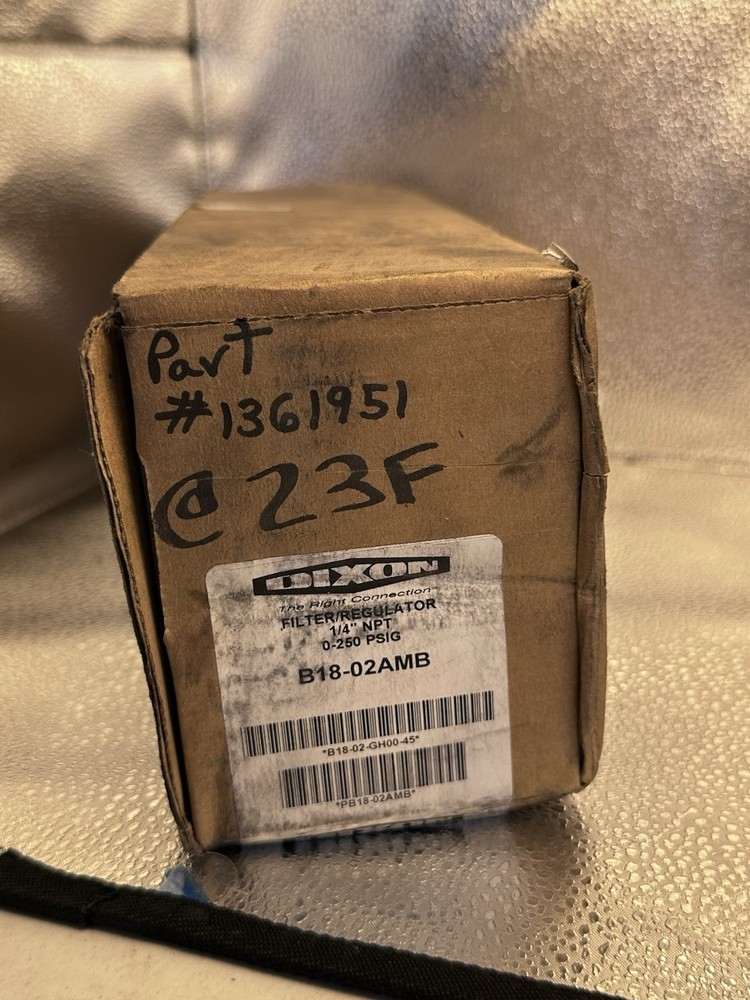 Part
#1361951
@23F
DIXON
The Right Connection
FILTER/REGULATOR
1/4" NPT
0-250 PSIG
B18-02AMB
*B18-02-GH00-45*
*PB18-02AMB*